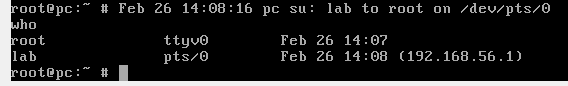 root@pc:~ # Feb 26 14:08:16 pc su: lab to root on /dev/pts/0
who
root             ttyv0        Feb 26 14:07
lab              pts/0        Feb 26 14:08 (192.168.56.1)
root@pc:~ #